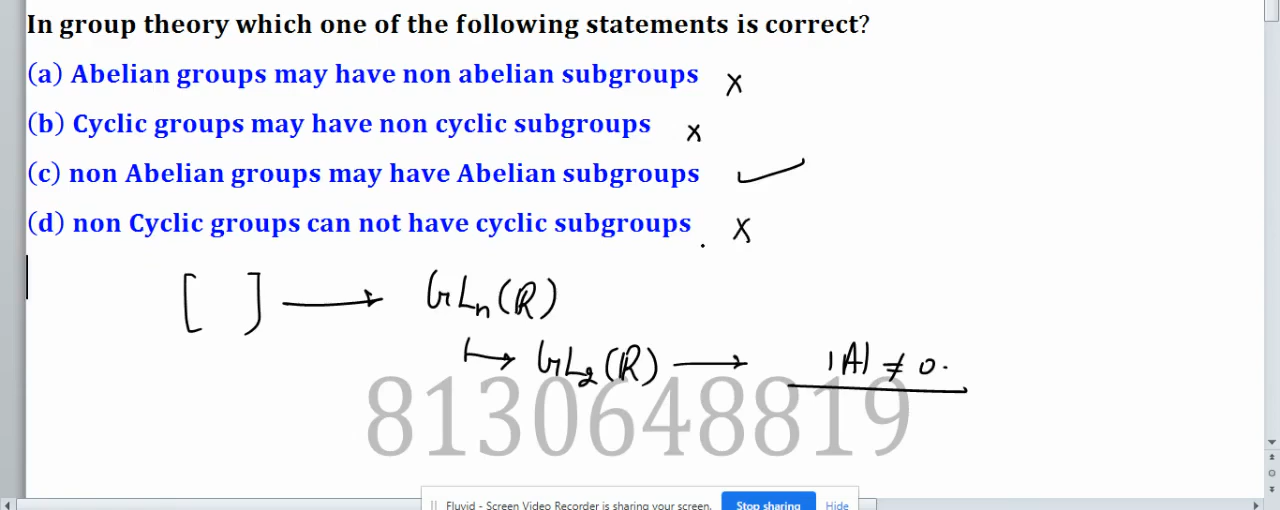 In group theory which one of the following statements is correct?
(a) Abelian groups may have non abelian subgroups x
(b) Cyclic groups may have non cyclic subgroups x
(c) non Abelian groups may have Abelian subgroups ✓
(d) non Cyclic groups can not have cyclic subgroups . x
[ ] → GLn(R)
↦ GL2(R) → |A| ≠ 0.
8130648819
Fluvid - Screen Video Recorder is sharing your screen. Stop sharing Hide